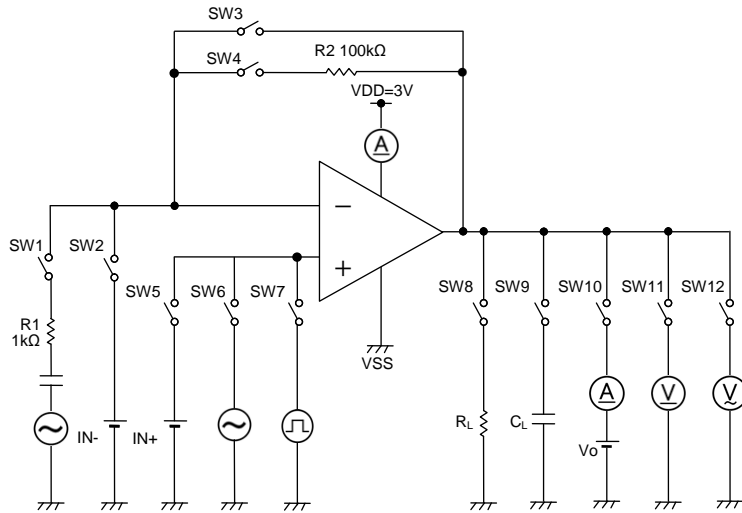 SW3
R2 100kΩ
SW4
VDD=3V
A
SW1
SW2
SW5
SW6
SW7
SW8
SW9
SW10
SW11
SW12
R1
1kΩ
VSS
A
V
V
IN-
IN+
RL
CL
Vo